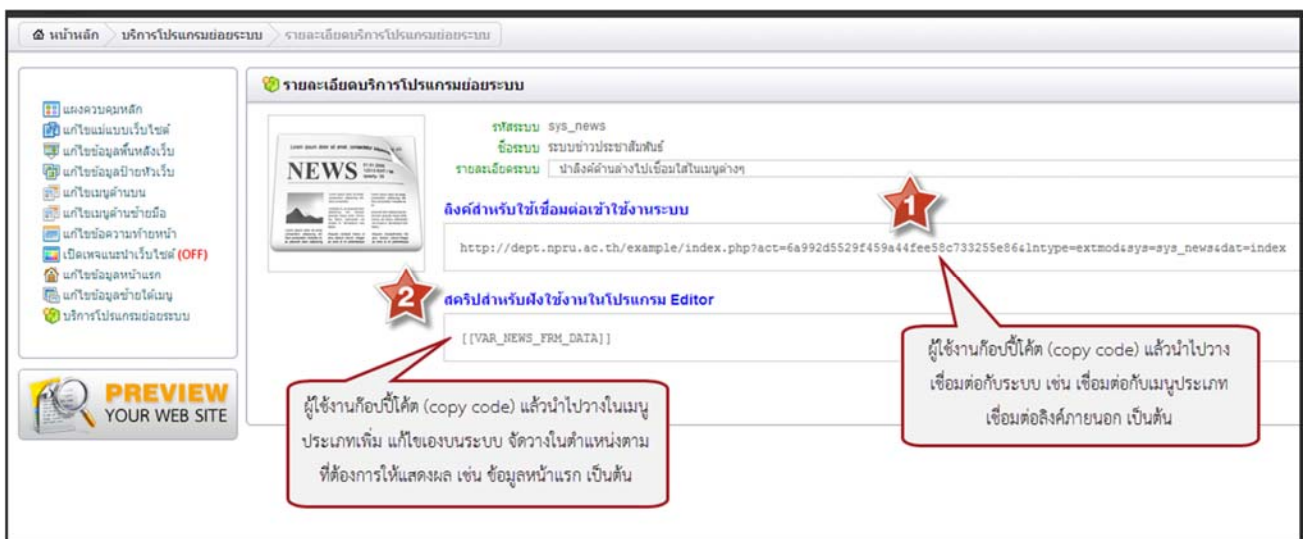 หน้าหลัก บริการโปรแกรมย่อยระบบ รายละเอียดบริการโปรแกรมย่อยระบบ
แผงควบคุมหลัก
แก้ไขแม่แบบเว็บไซต์
แก้ไขข้อมูลพื้นหลังเว็บ
แก้ไขข้อมูลป้ายหัวเว็บ
แก้ไขเมนูด้านบน
แก้ไขเมนูด้านซ้ายมือ
แก้ไขข้อความท้ายหน้า
เปิดเพจแนะนำเว็บไซต์ (OFF)
แก้ไขข้อมูลหน้าแรก
แก้ไขข้อมูลซ้ายใต้เมนู
บริการโปรแกรมย่อยระบบ
PREVIEW
YOUR WEB SITE
รายละเอียดบริการโปรแกรมย่อยระบบ
NEWS
รหัสระบบ sys_news
ชื่อระบบ ระบบข่าวประชาสัมพันธ์
รายละเอียดระบบ นำลิงค์ด้านล่างไปเชื่อมใส่ในเมนูต่างๆ
1
ลิงค์สำหรับใช้เชื่อมต่อเข้าใช้งานระบบ
http://dept.npru.ac.th/example/index.php?act=6a992d5529f459a44fee58c733255e86&lntype=extmod&sys=sys_news&dat=index
2
สคริปสำหรับฝังใช้งานในโปรแกรม Editor
[[VAR_NEWS_FRM_DATA]]
ผู้ใช้งานก๊อปปี้โค้ต (copy code) แล้วนำไปวางในเมนู
ประเภทเพิ่ม แก้ไขเองบนระบบ จัดวางในตำแหน่งตาม
ที่ต้องการให้แสดงผล เช่น ข้อมูลหน้าแรก เป็นต้น
ผู้ใช้งานก๊อปปี้โค้ต (copy code) แล้วนำไปวาง
เชื่อมต่อกับระบบ เช่น เชื่อมต่อกับเมนูประเภท
เชื่อมต่อลิงค์ภายนอก เป็นต้น